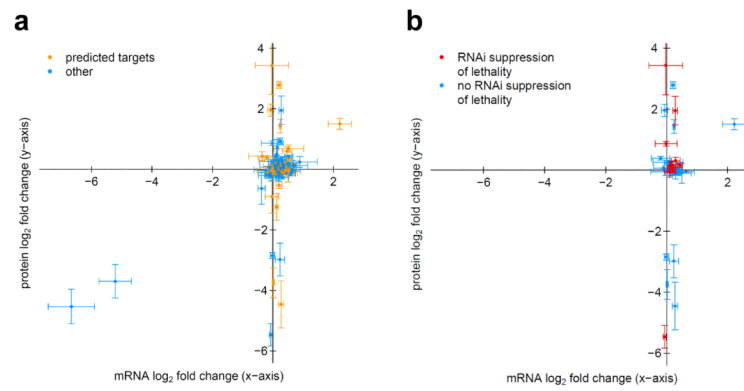 a
predicted targets
other
4
2
-6
-4
-2
2
-2
-4
-6
protein log2 fold change (y-axis)
mRNA log2 fold change (x-axis)
b
RNAi suppression
of lethality
no RNAi suppression
of lethality
4
2
-6
-4
-2
2
-2
-4
-6
protein log2 fold change (y-axis)
mRNA log2 fold change (x-axis)